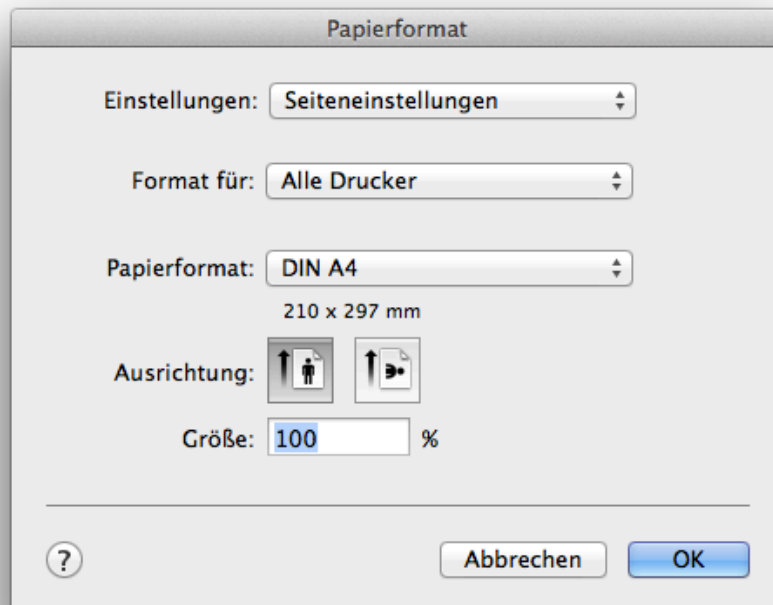 Papierformat
Einstellungen: Seiteneinstellungen
Format für: Alle Drucker
Papierformat: DIN A4
210 x 297 mm
Ausrichtung:
Größe: 100 %
? Abbrechen OK